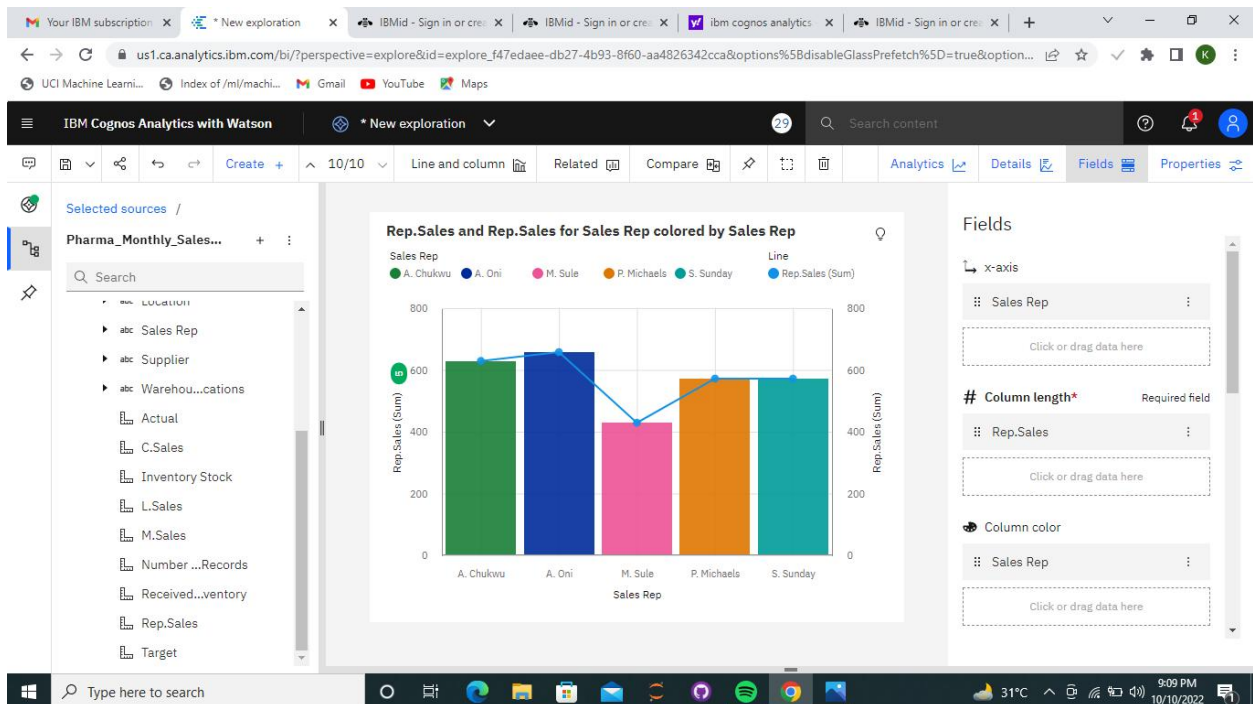 Your IBM subscription
* New exploration
IBMid - Sign in or crea
IBMid - Sign in or crea
ibm cognos analytics
IBMid - Sign in or crea
us1.ca.analytics.ibm.com/bi/?perspective=explore&id=explore_f47edaee-db27-4b93-8f60-aa4826342cca&options%5BdisableGlassPrefetch%5D=true&option...
K
UCI Machine Learni...
Index of /ml/machi...
Gmail
YouTube
Maps
IBM Cognos Analytics with Watson
* New exploration
29
Search content
1
Create +
10/10
Line and column
Related
Compare
Analytics
Details
Fields
Properties
Selected sources /
Pharma_Monthly_Sales...
Search
abc Location
abc Sales Rep
abc Supplier
abc Warehou...cations
Actual
C.Sales
Inventory Stock
L.Sales
M.Sales
Number ...Records
Received...ventory
Rep.Sales
Target
Rep.Sales and Rep.Sales for Sales Rep colored by Sales Rep
Sales Rep
A. Chukwu A. Oni M. Sule P. Michaels S. Sunday
Line
Rep.Sales (Sum)
800
600
400
200
0
Rep.Sales (Sum)
5
800
600
400
200
0
Rep.Sales (Sum)
A. Chukwu A. Oni M. Sule P. Michaels S. Sunday
Sales Rep
Fields
x-axis
Sales Rep
Click or drag data here
# Column length* Required field
Rep.Sales
Click or drag data here
Column color
Sales Rep
Click or drag data here
Type here to search
31°C
9:09 PM
10/10/2022
1